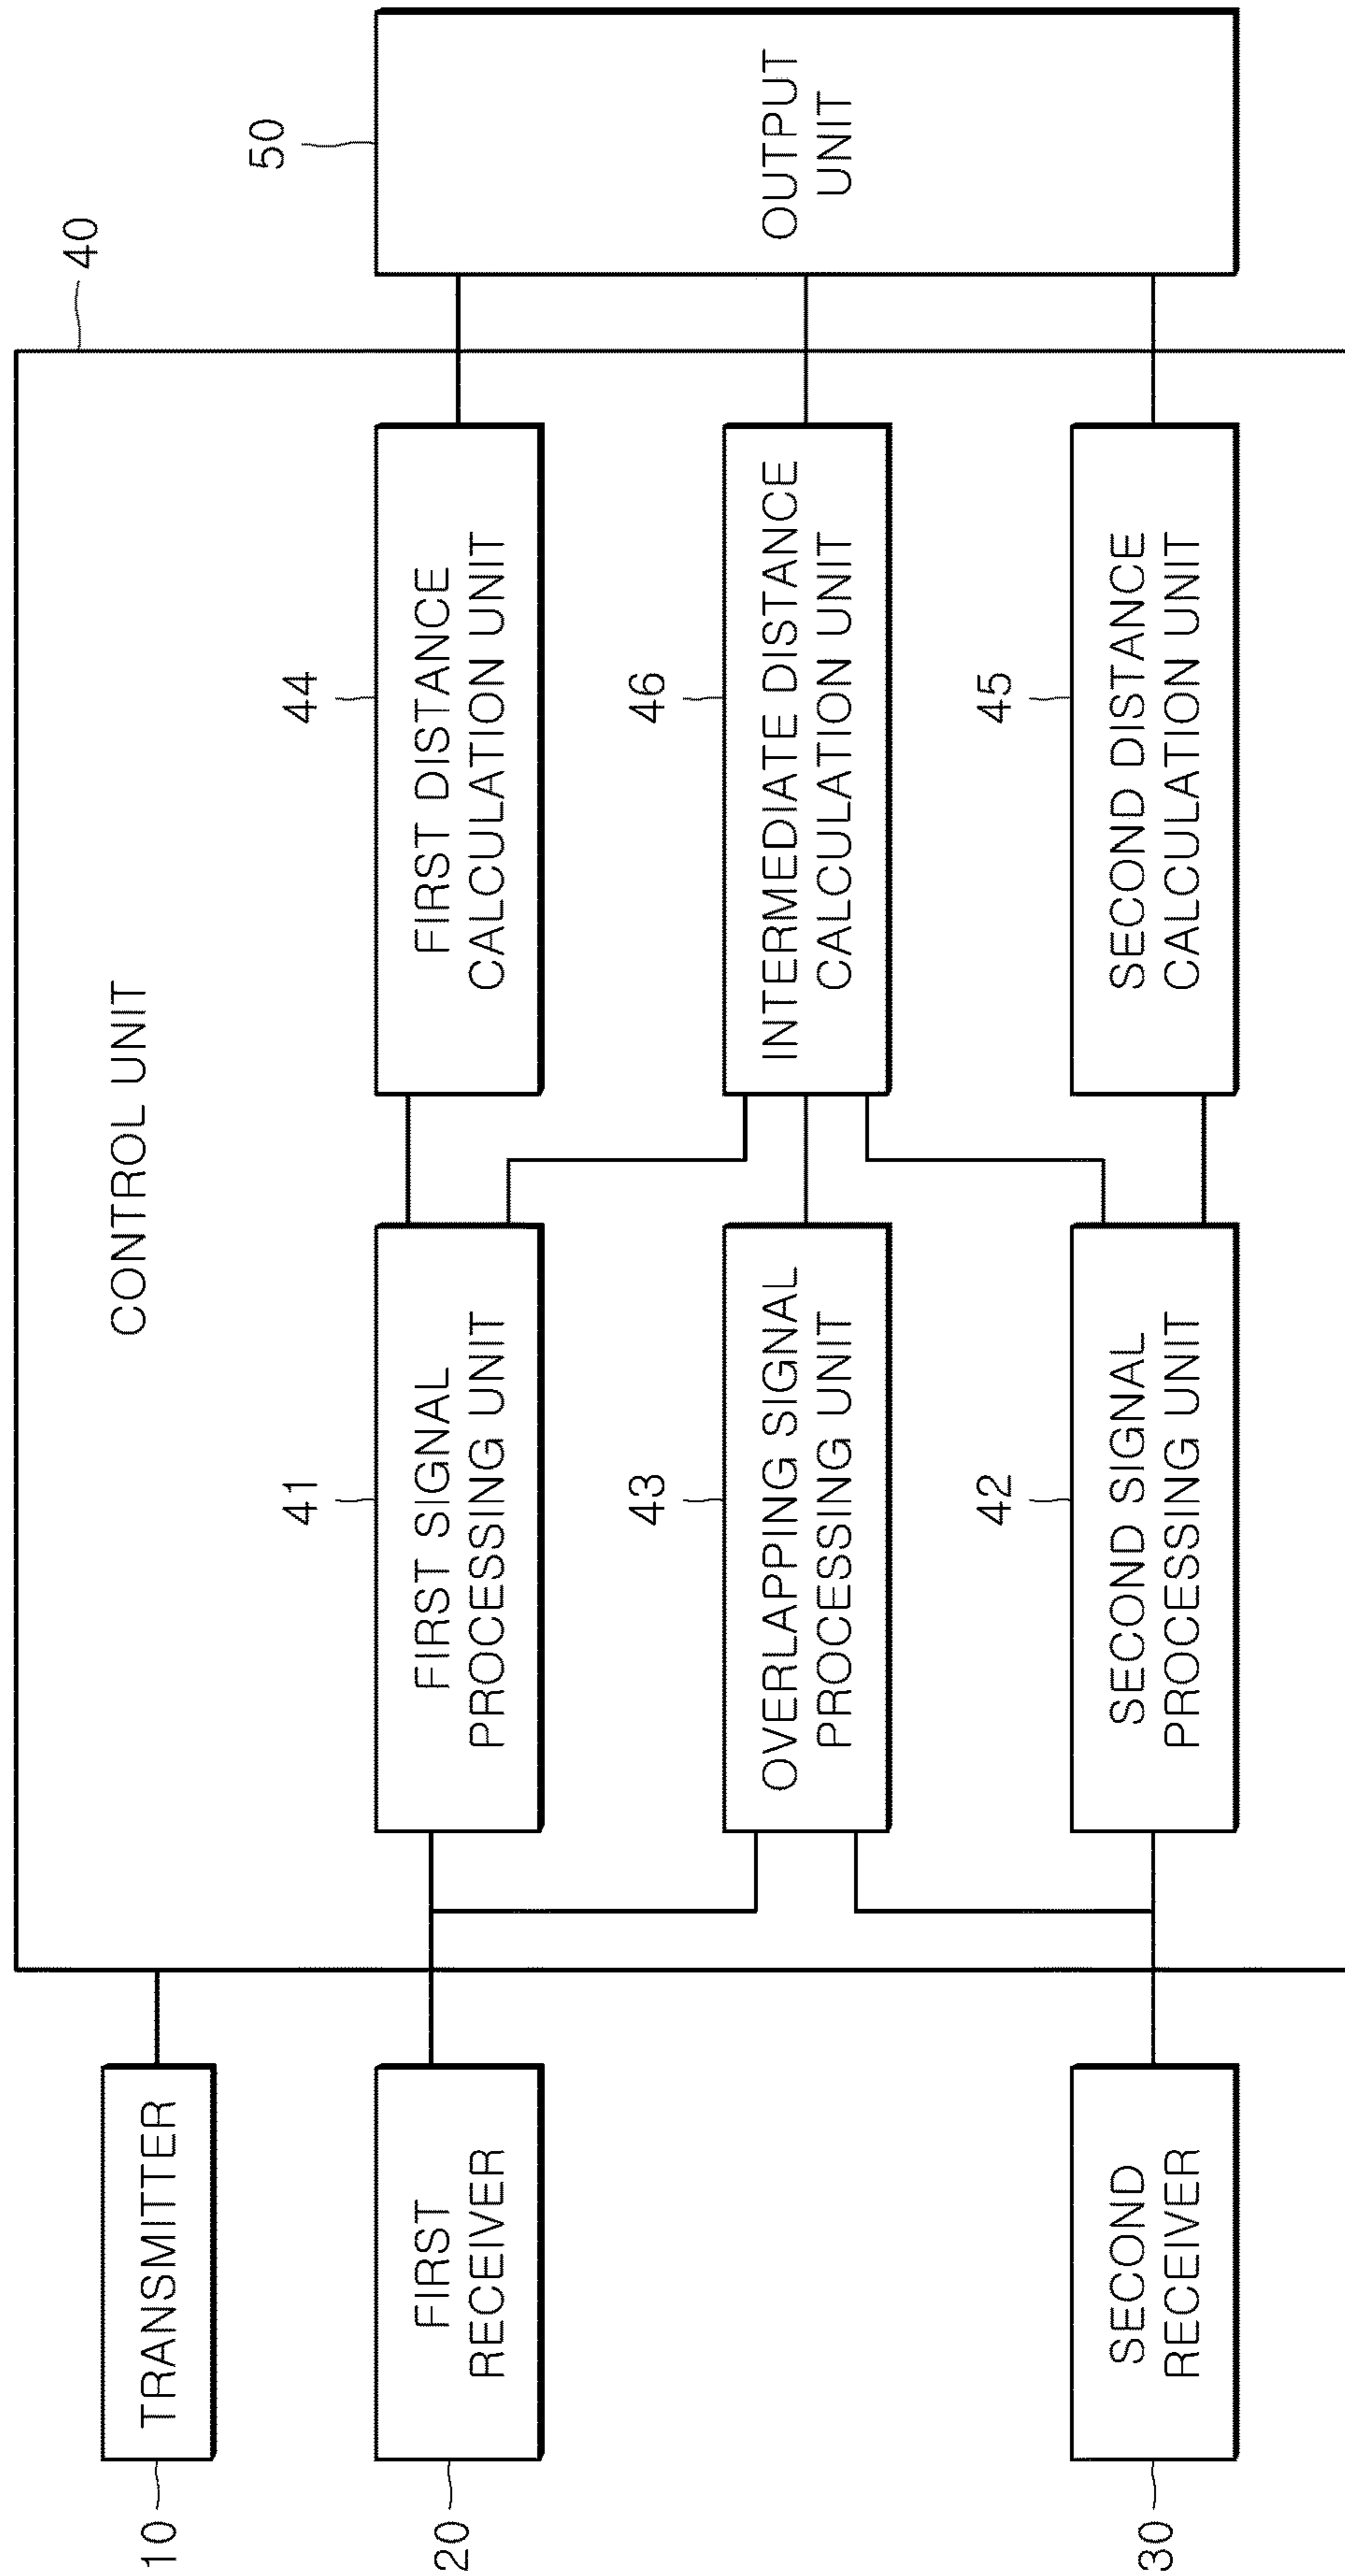 40
50
CONTROL UNIT
10
TRANSMITTER
20
FIRST
RECEIVER
41
FIRST SIGNAL
PROCESSING UNIT
44
FIRST DISTANCE
CALCULATION UNIT
OUTPUT
UNIT
43
OVERLAPPING SIGNAL
PROCESSING UNIT
46
INTERMEDIATE DISTANCE
CALCULATION UNIT
30
SECOND
RECEIVER
42
SECOND SIGNAL
PROCESSING UNIT
45
SECOND DISTANCE
CALCULATION UNIT